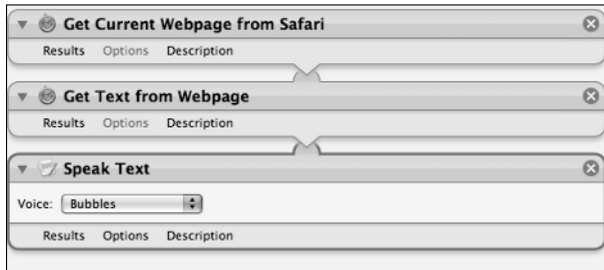 Get Current Webpage from Safari
Results Options Description
Get Text from Webpage
Results Options Description
Speak Text
Voice: Bubbles
Results Options Description